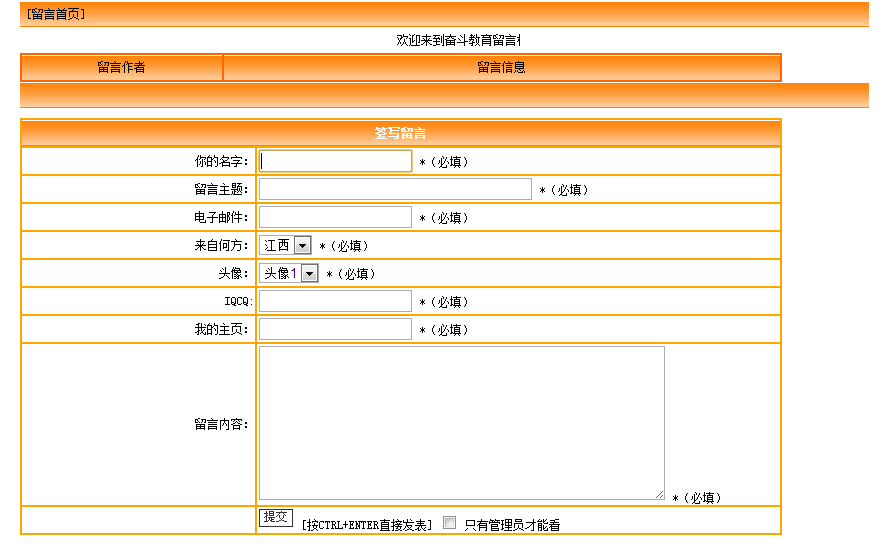 [留言首页]
欢迎来到奋斗教育留言
留言作者 留言信息
签写留言
你的名字: *(必填)
留言主题: *(必填)
电子邮件: *(必填)
来自何方: 江西 *(必填)
头像: 头像1 *(必填)
IQCQ: *(必填)
我的主页: *(必填)
留言内容: *(必填)
提交 [按CTRL+ENTER直接发表] 只有管理员才能看